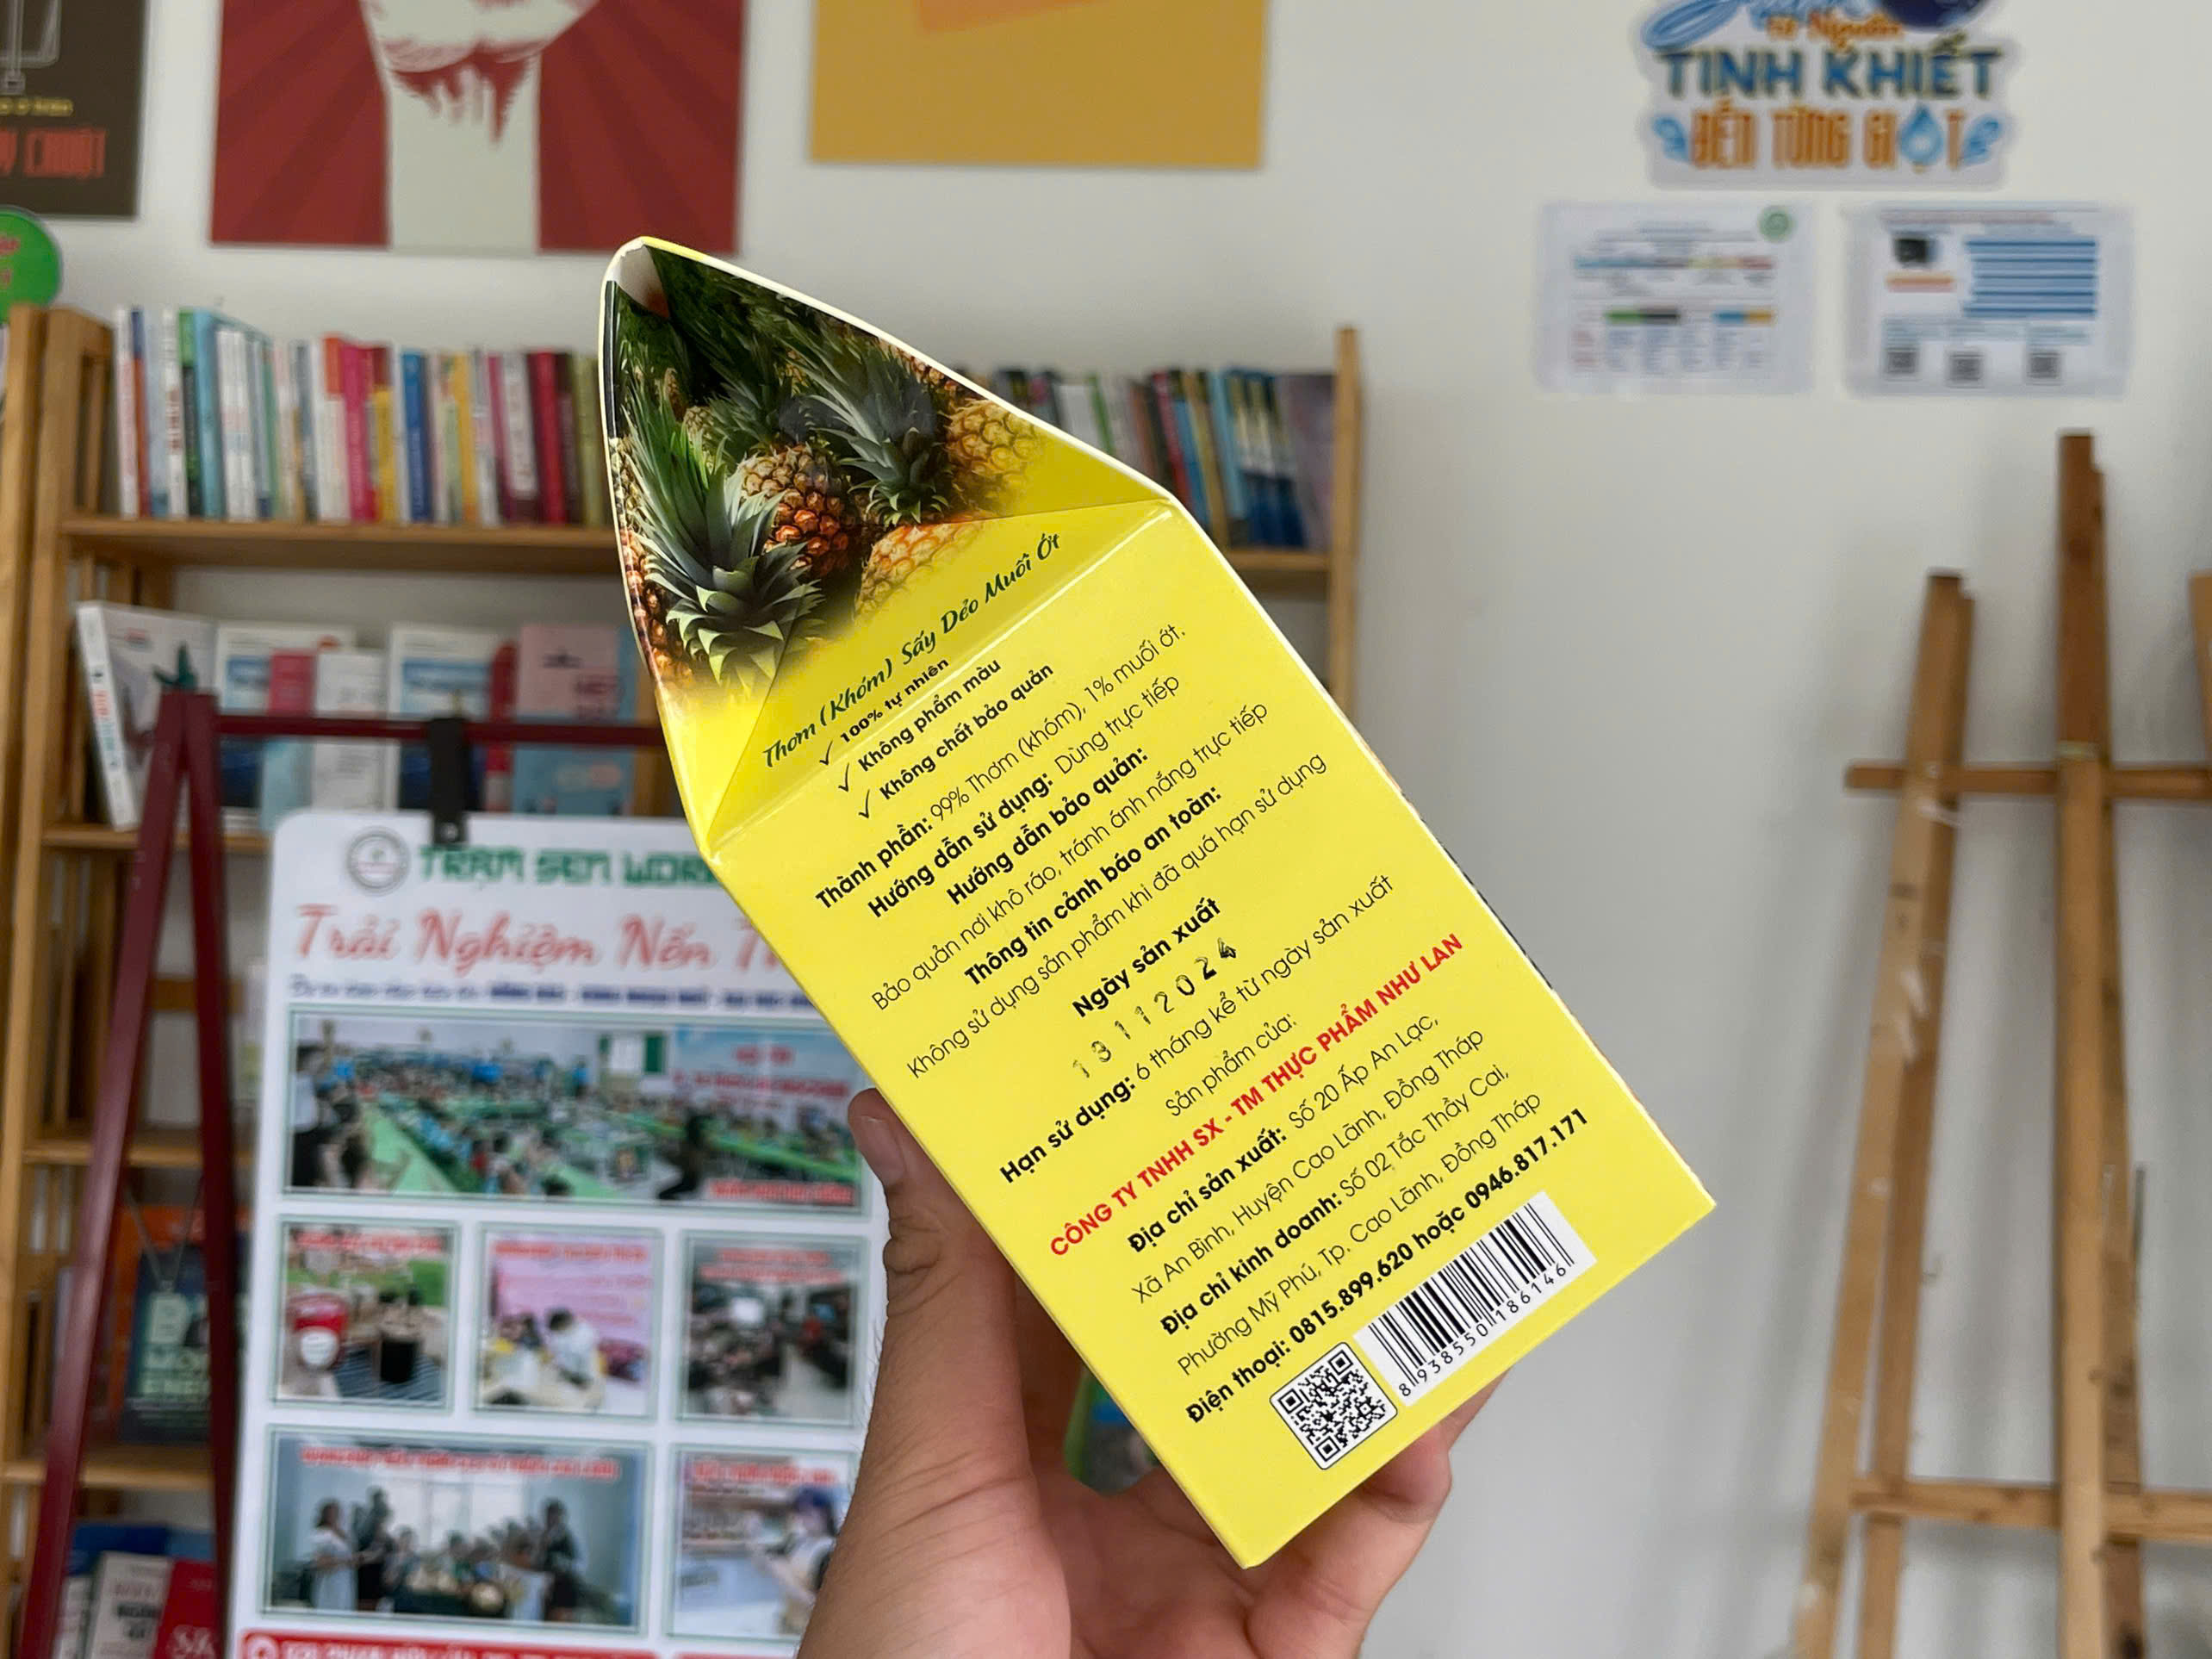 TINH KHIẾT
ĐẾN TỪNG GIỌT
Thơm (Khóm) Sấy Dẻo Muối Ớt
✓ 100% tự nhiên
✓ Không phẩm màu
✓ Không chất bảo quản
Thành phần: 99% Thơm (khóm), 1% muối ớt.
Hướng dẫn sử dụng: Dùng trực tiếp
Hướng dẫn bảo quản:
Bảo quản nơi khô ráo, tránh ánh nắng trực tiếp
Thông tin cảnh báo an toàn:
Không sử dụng sản phẩm khi đã quá hạn sử dụng
Ngày sản xuất
13112024
Hạn sử dụng: 6 tháng kể từ ngày sản xuất
Sản phẩm của:
CÔNG TY TNHH SX - TM THỰC PHẨM NHƯ LAN
Địa chỉ sản xuất: Số 20 Ấp An Lạc,
Xã An Bình, Huyện Cao Lãnh, Đồng Tháp
Địa chỉ kinh doanh: Số 02 Tắc Thầy Cai,
Phường Mỹ Phú, Tp. Cao Lãnh, Đồng Tháp
Điện thoại: 0815.899.620 hoặc 0946.817.171
8938550186146
TRẠM SEN
Trải Nghiệm Nến